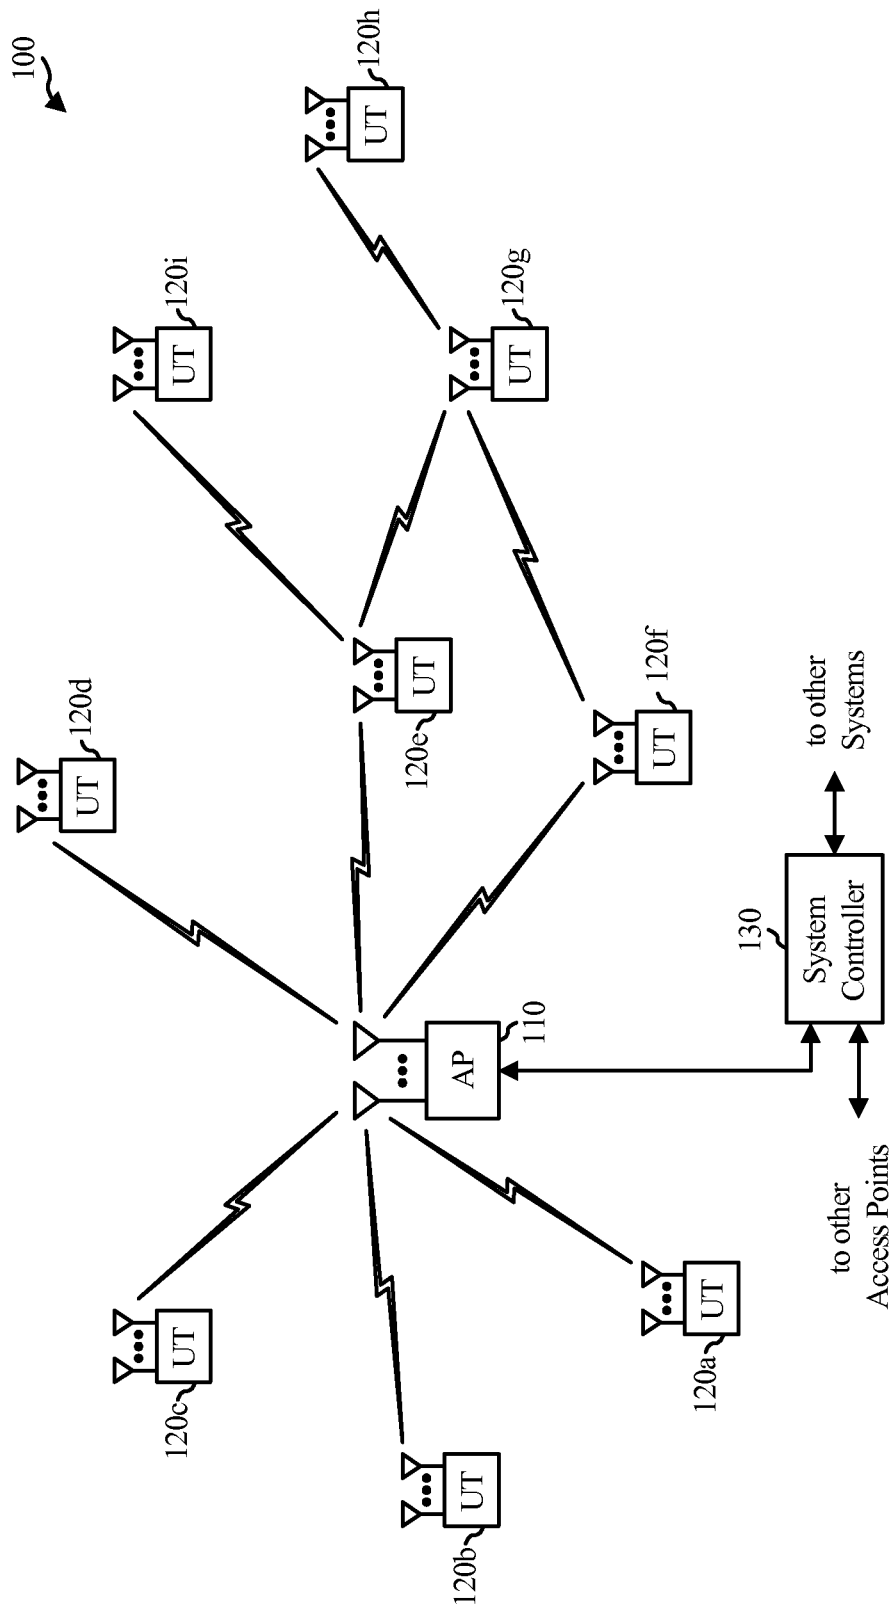 100
120h
UT
120i
UT
120g
UT
120d
UT
120e
UT
120f
UT
120c
UT
110
AP
120b
UT
120a
UT
130
System
Controller
to other
Systems
to other
Access Points